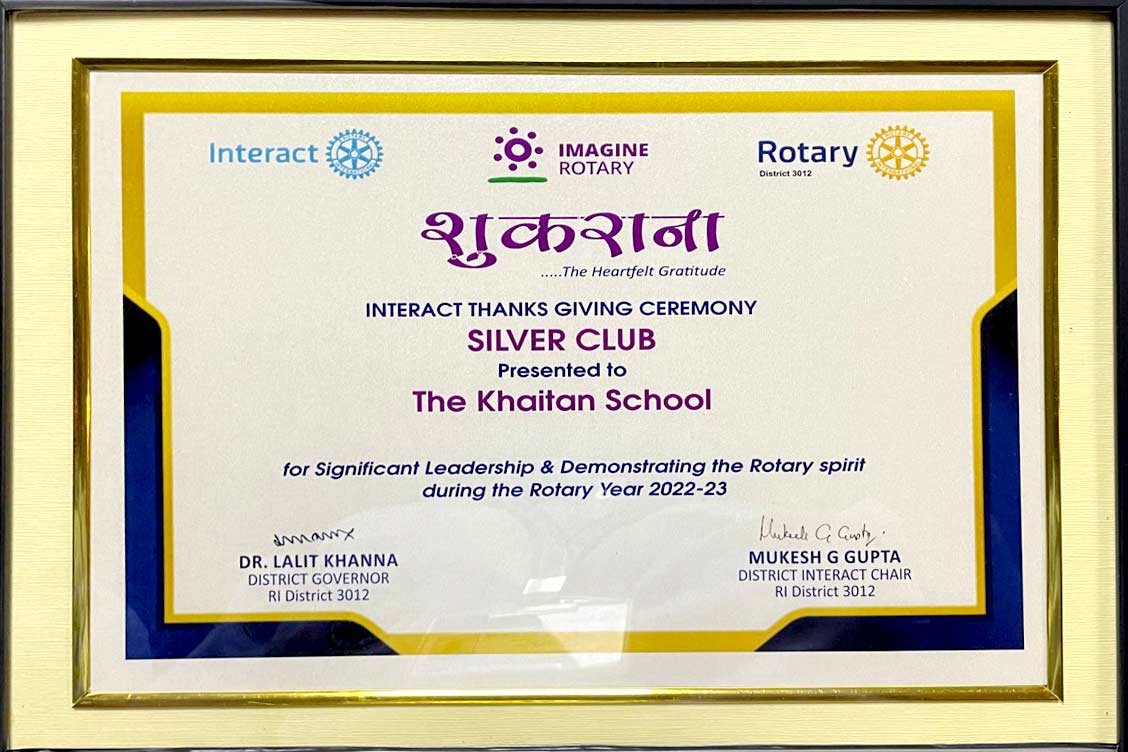 Interact
IMAGINE
ROTARY
Rotary
District 3012
शुकराना
.....The Heartfelt Gratitude
INTERACT THANKS GIVING CEREMONY
SILVER CLUB
Presented to
The Khaitan School
for Significant Leadership & Demonstrating the Rotary spirit
during the Rotary Year 2022-23
Mukesh G Gupta
DR. LALIT KHANNA
DISTRICT GOVERNOR
RI District 3012
MUKESH G GUPTA
DISTRICT INTERACT CHAIR
RI District 3012